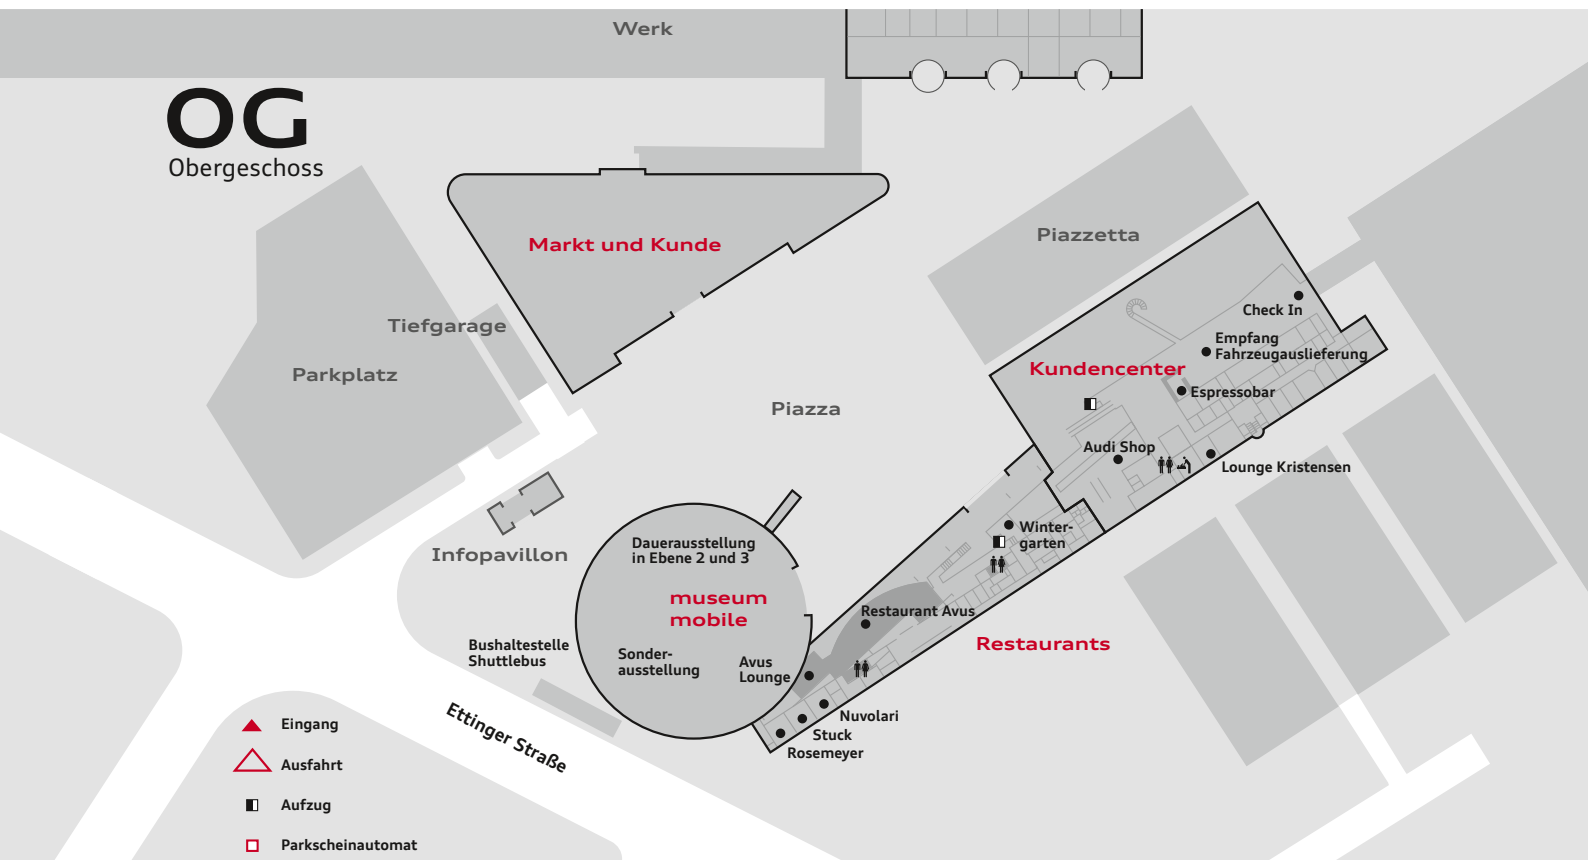 Werk
OG
Obergeschoss
Markt und Kunde
Piazzetta
Tiefgarage
Parkplatz
Piazza
Check In
Empfang
Fahrzeugauslieferung
Kundencenter
Espressobar
Audi Shop
Lounge Kristensen
Winter-
garten
Infopavillon
Dauerausstellung
in Ebene 2 und 3
museum
mobile
Restaurant Avus
Restaurants
Bushaltestelle
Shuttlebus
Sonder-
ausstellung
Avus
Lounge
Nuvolari
Stuck
Rosemeyer
Ettinger Straße
Eingang
Ausfahrt
Aufzug
Parkscheinautomat